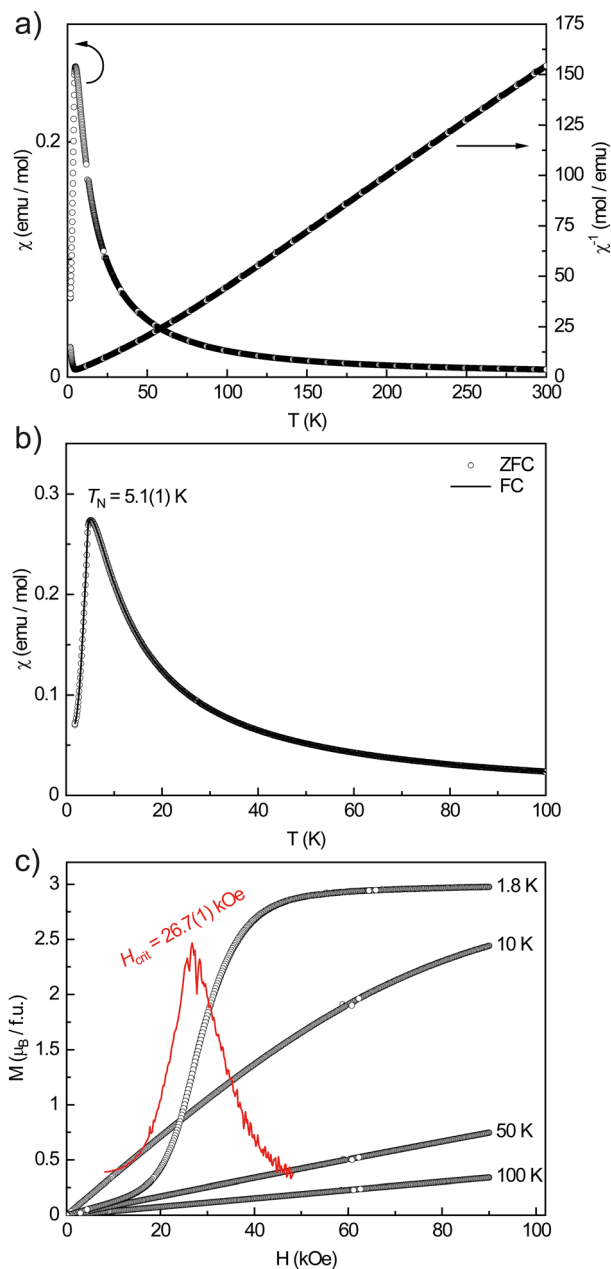 a)
175
150
125
100
75
50
25
0
0.2
0
χ (emu / mol)
χ⁻¹ (mol / emu)
0 50 100 150 200 250 300
T (K)
b)
ZFC
FC
T_N = 5.1(1) K
0.3
0.2
0.1
0
χ (emu / mol)
0 20 40 60 80 100
T (K)
c)
H_crit = 26.7(1) kOe
1.8 K
10 K
50 K
100 K
3
2.5
2
1.5
1
0.5
0
M (μ_B / f.u.)
0 20 40 60 80 100
H (kOe)